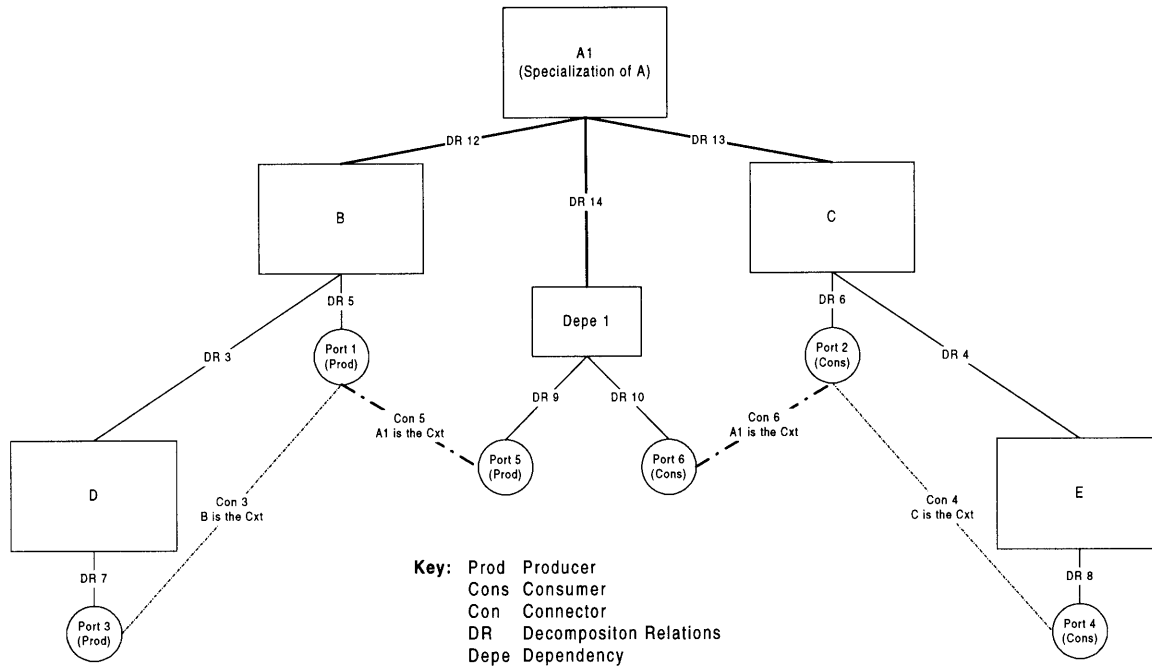 A1
(Specialization of A)
DR 12
DR 13
DR 14
B
C
DR 5
DR 6
Depe 1
Port 1
(Prod)
Port 2
(Cons)
DR 3
DR 4
DR 9
DR 10
Con 5
A1 is the Cxt
Con 6
A1 is the Cxt
Port 5
(Prod)
Port 6
(Cons)
D
E
Con 3
B is the Cxt
Con 4
C is the Cxt
DR 7
DR 8
Port 3
(Prod)
Port 4
(Cons)
Key: Prod Producer
Cons Consumer
Con Connector
DR Decompositon Relations
Depe Dependency